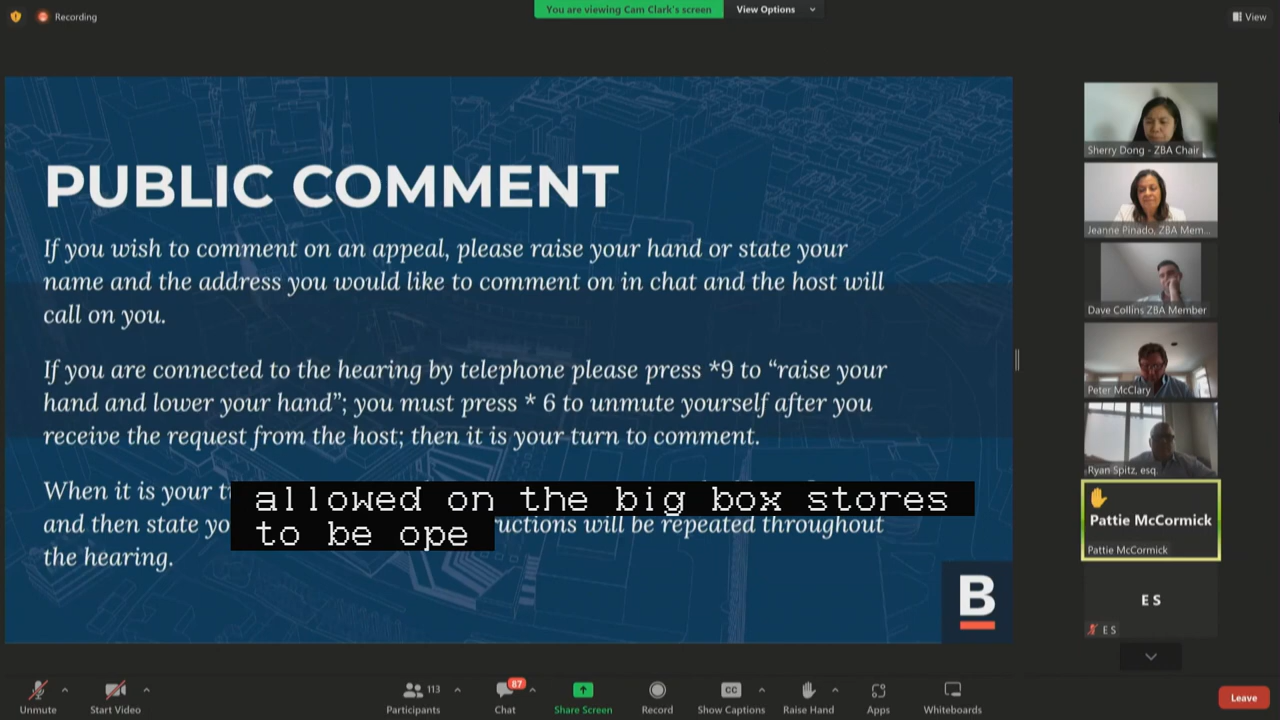 Recording
You are viewing Cam Clark's screen
View Options
View
PUBLIC COMMENT
If you wish to comment on an appeal, please raise your hand or state your
name and the address you would like to comment on in chat and the host will
call on you.
If you are connected to the hearing by telephone please press *9 to “raise your
hand and lower your hand”; you must press * 6 to unmute yourself after you
receive the request from the host; then it is your turn to comment.
When it is your
and then state
will be repeated throughout
the hearing.
allowed on the big box stores
to be ope
B
Sherry Dong - ZBA Chair
Jeanne Pinado, ZBA Mem...
Dave Collins ZBA Member
Peter McClary
Ryan Spitz, esq.
Pattie McCormick
Pattie McCormick
E S
E S
Unmute
Start Video
113
Participants
87
Chat
Share Screen
Record
CC
Show Captions
Raise Hand
Apps
Whiteboards
Leave